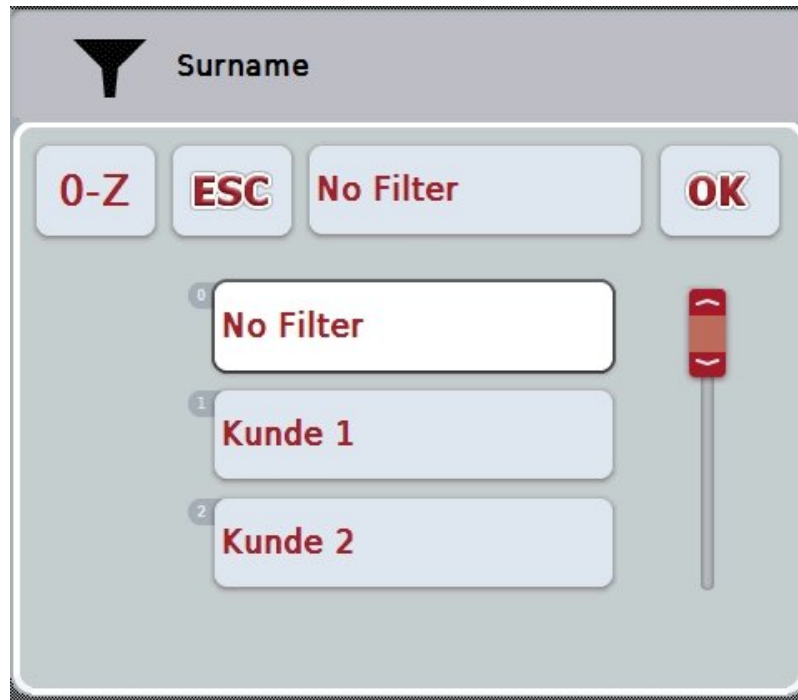 Surname
0-Z ESC No Filter OK
0
No Filter
1
Kunde 1
2
Kunde 2